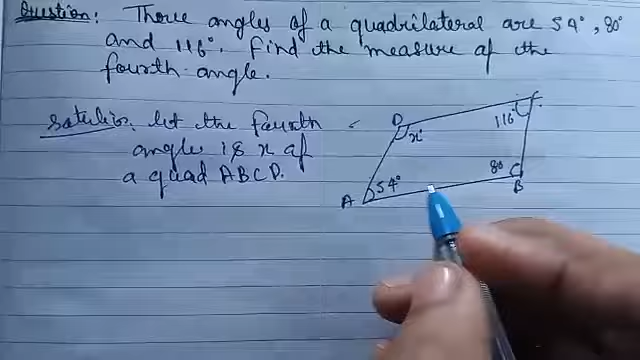 Question: Three angles of a quadrilateral are 54°, 80°
and 116°. Find the measure of the
fourth angle.
Solution: let the fourth
angle is x of
a quad ABCD.
D
x°
116°
C
A
54°
80
B